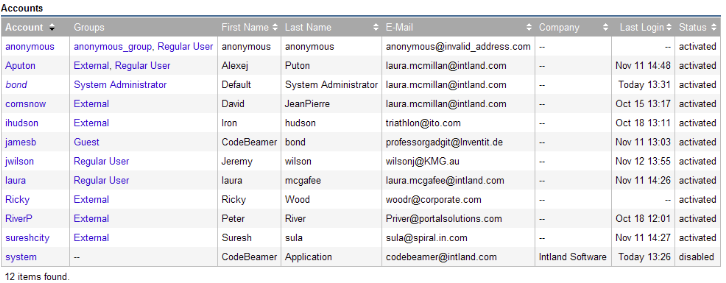 Accounts
Account Groups First Name Last Name E-Mail Company Last Login Status
anonymous anonymous_group, Regular User anonymous anonymous anonymous@invalid_address.com -- -- activated
Aputon External, Regular User Alexej Puton laura.mcmillan@intland.com -- Nov 11 14:48 activated
bond System Administrator Default System Administrator laura.mcmillan@intland.com -- Today 13:31 activated
comsnow External David JeanPierre laura.mcmillan@intland.com -- Oct 15 13:17 activated
ihudson External Iron hudson triathlon@ito.com -- Oct 18 13:11 activated
jamesb Guest CodeBeamer bond professorgadgit@Inventit.de -- Nov 11 13:03 activated
jwilson Regular User Jeremy wilson wilsonj@KMG.au -- Nov 12 13:55 activated
laura Regular User laura mcgafee laura.mcgafee@intland.com -- Nov 11 14:26 activated
Ricky External Ricky Wood woodr@corporate.com -- -- activated
RiverP External Peter River Priver@portalsolutions.com -- Oct 18 12:01 activated
sureshcity External Suresh sula sula@spiral.in.com -- Nov 11 14:27 activated
system -- CodeBeamer Application codebeamer@intland.com Intland Software Today 13:26 disabled
12 items found.